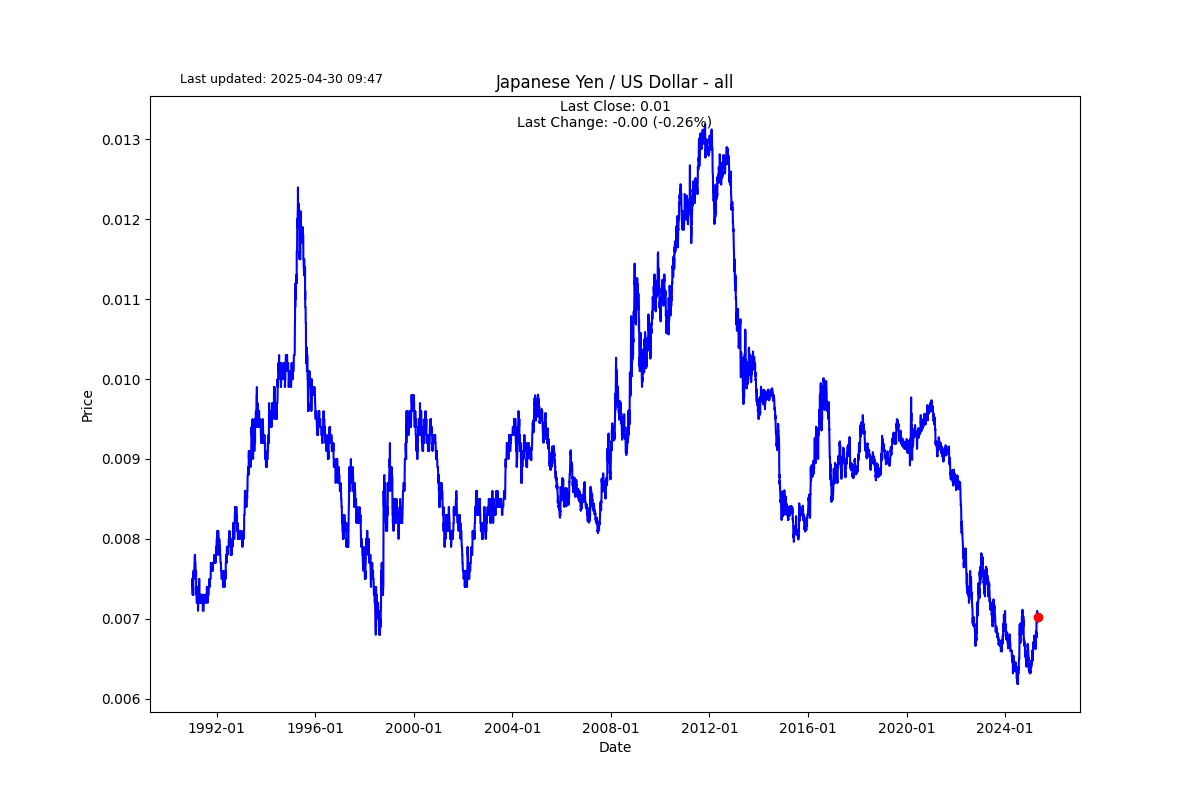 Last updated: 2025-04-30 09:47
Japanese Yen / US Dollar - all
Last Close: 0.01
Last Change: -0.00 (-0.26%)
0.013
0.012
0.011
0.010
0.009
0.008
0.007
0.006
Price
1992-01 1996-01 2000-01 2004-01 2008-01 2012-01 2016-01 2020-01 2024-01
Date